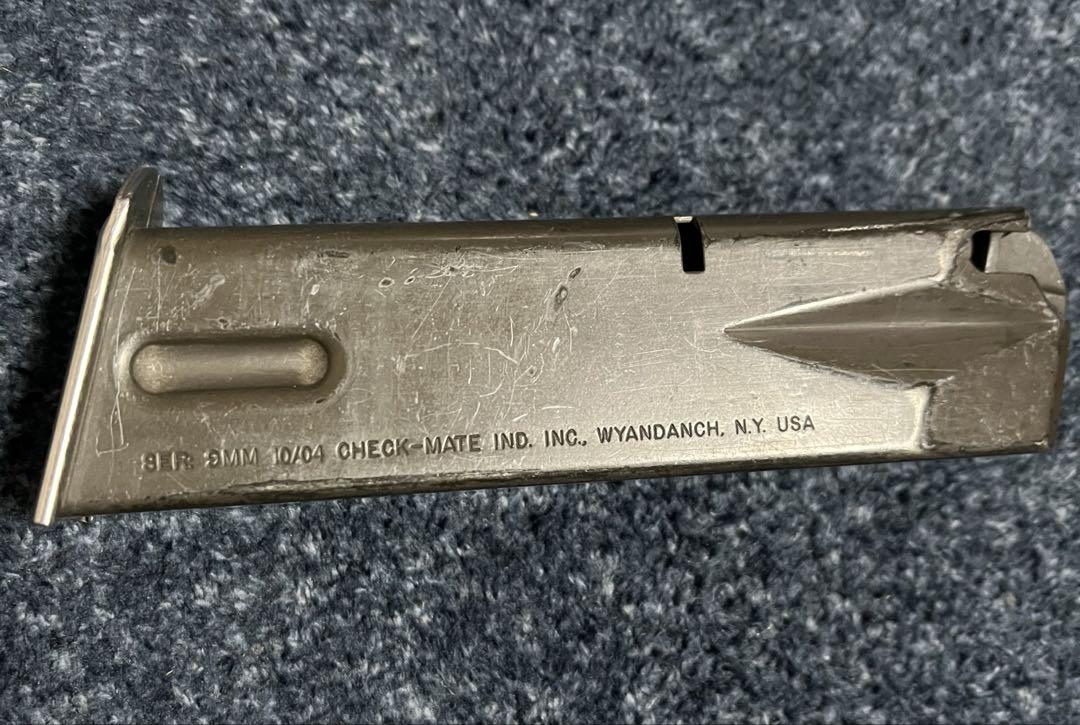 BER. 9MM 10/04 CHECK-MATE IND. INC., WYANDANCH, N.Y. USA